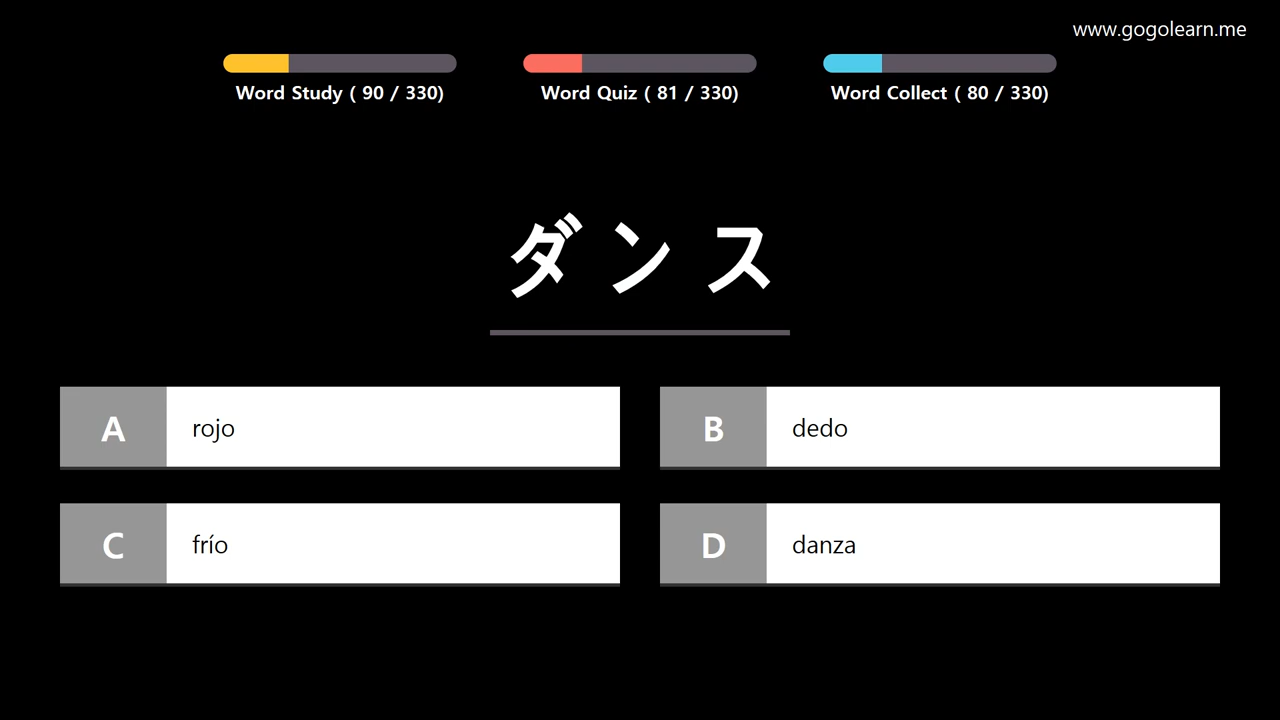 www.gogolearn.me
Word Study ( 90 / 330)
Word Quiz ( 81 / 330)
Word Collect ( 80 / 330)
ダンス
A rojo
B dedo
C frío
D danza